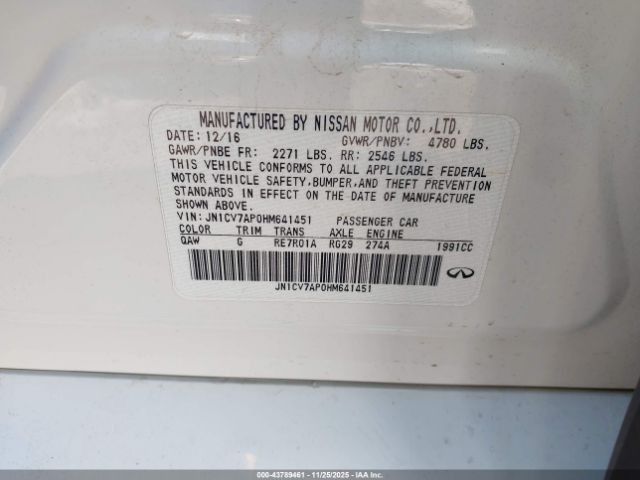 MANUFACTURED BY NISSAN MOTOR CO.,LTD.
DATE: 12/16 GVWR/PNBV: 4780 LBS.
GAWR/PNBE FR: 2271 LBS. RR: 2546 LBS.
THIS VEHICLE CONFORMS TO ALL APPLICABLE FEDERAL
MOTOR VEHICLE SAFETY,BUMPER,AND THEFT PREVENTION
STANDARDS IN EFFECT ON THE DATE OF MANUFACTURE
SHOWN ABOVE.
VIN: JN1CV7AP0HM641451 PASSENGER CAR
COLOR TRIM TRANS AXLE ENGINE
QAW G RE7R01A RG29 274A 1991CC
JN1CV7AP0HM641451
000-43789461 - 11/25/2025 - IAA